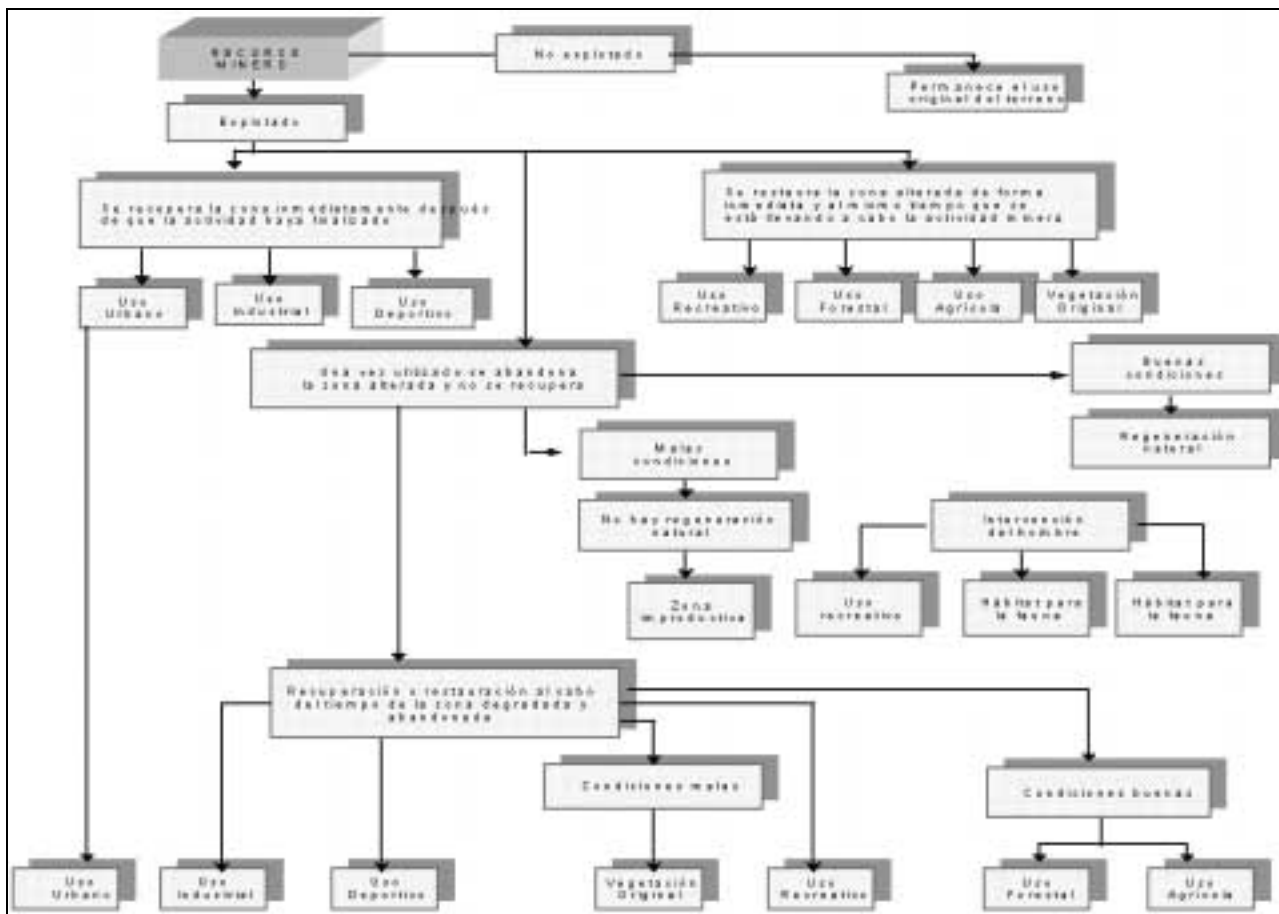 RECURSO
MINERO
No explotado
Permanece el uso
original del terreno
Explotado
Se recupera la zona inmediatamente después
de que la actividad haya finalizado
Se restaura la zona alterada de forma
inmediata y al mismo tiempo que se
está llevando a cabo la actividad minera
Uso
Urbano
Uso
Industrial
Uso
Deportivo
Uso
Recreativo
Uso
Forestal
Uso
Agrícola
Vegetación
Original
Una vez utilizado se abandona
la zona alterada y no se recupera
Buenas
condiciones
Regeneración
natural
Malas
condiciones
No hay regeneración
natural
Zona
improductiva
Intervención
del hombre
Uso
recreativo
Hábitat para
la fauna
Hábitat para
la fauna
Recuperación o restauración al cabo
del tiempo de la zona degradada y
abandonada
Condiciones malas
Condiciones buenas
Uso
Urbano
Uso
Industrial
Uso
Deportivo
Vegetación
Original
Uso
Recreativo
Uso
Forestal
Uso
Agrícola